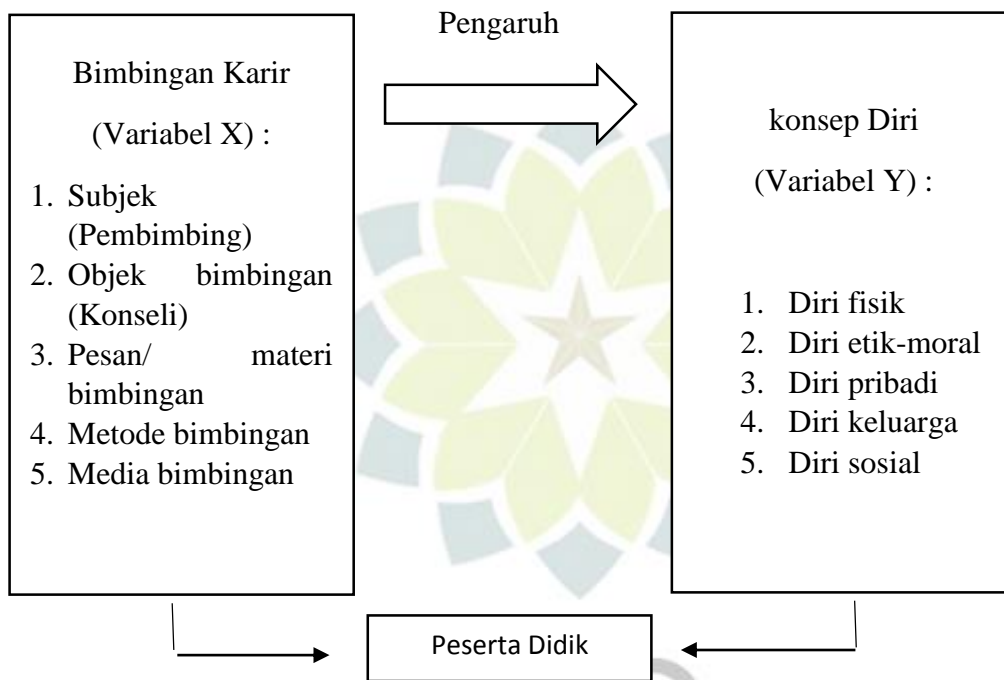 Pengaruh
Bimbingan Karir
(Variabel X) :
1. Subjek
(Pembimbing)
2. Objek bimbingan
(Konseli)
3. Pesan/ materi
bimbingan
4. Metode bimbingan
5. Media bimbingan
konsep Diri
(Variabel Y) :
1. Diri fisik
2. Diri etik-moral
3. Diri pribadi
4. Diri keluarga
5. Diri sosial
Peserta Didik